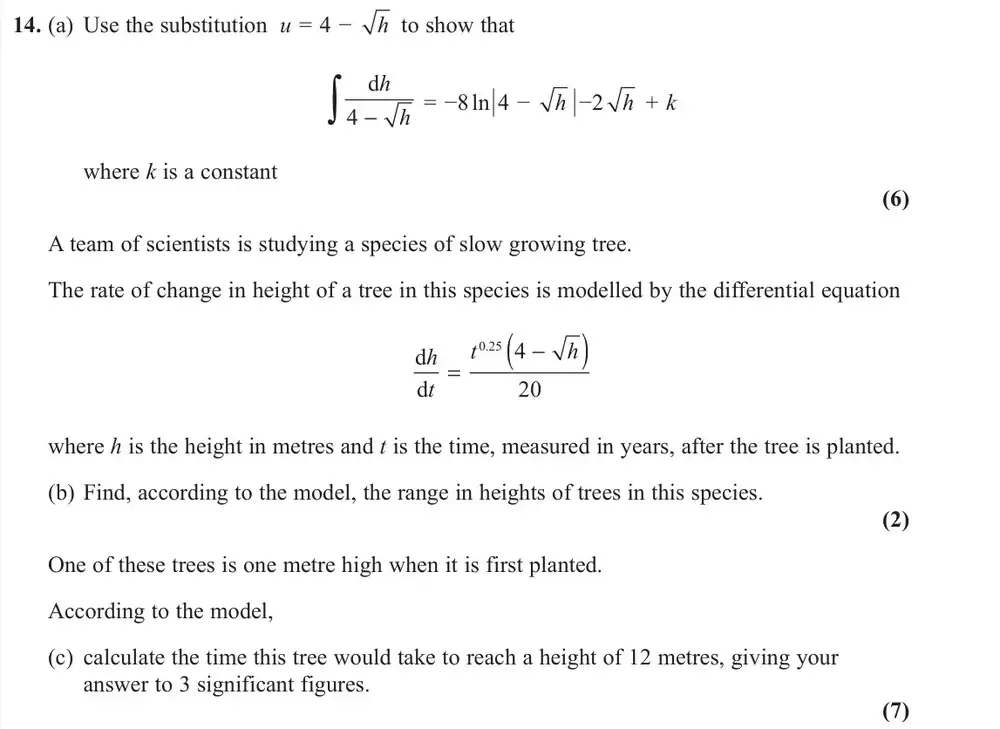 14. (a) Use the substitution u = 4 − √h to show that
∫ dh/(4 − √h) = −8 ln|4 − √h| −2√h + k
where k is a constant
(6)
A team of scientists is studying a species of slow growing tree.
The rate of change in height of a tree in this species is modelled by the differential equation
dh/dt = t^0.25 (4 − √h)/20
where h is the height in metres and t is the time, measured in years, after the tree is planted.
(b) Find, according to the model, the range in heights of trees in this species.
(2)
One of these trees is one metre high when it is first planted.
According to the model,
(c) calculate the time this tree would take to reach a height of 12 metres, giving your
answer to 3 significant figures.
(7)